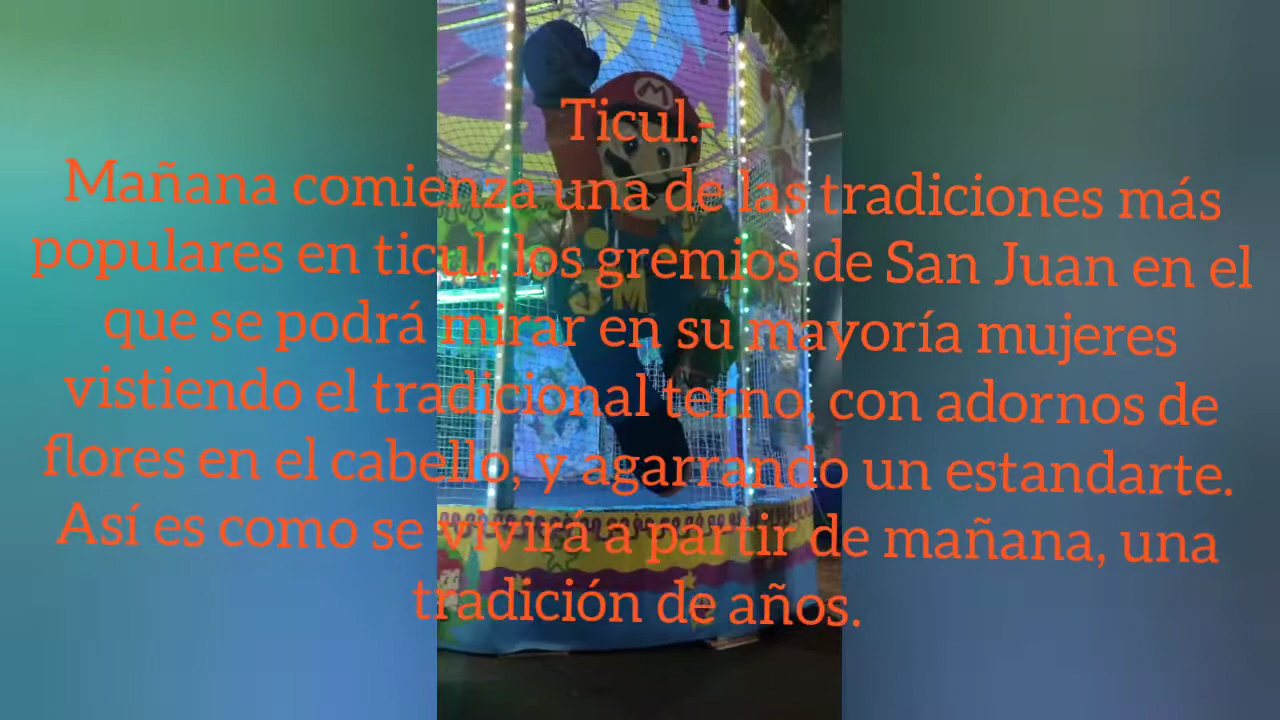 Ticul.-
Mañana comienza una de las tradiciones más
populares en ticul, los gremios de San Juan en el
que se podrá mirar en su mayoría mujeres
vistiendo el tradicional terno, con adornos de
flores en el cabello, y agarrando un estandarte.
Así es como se vivirá a partir de mañana, una
tradición de años.
M
JM